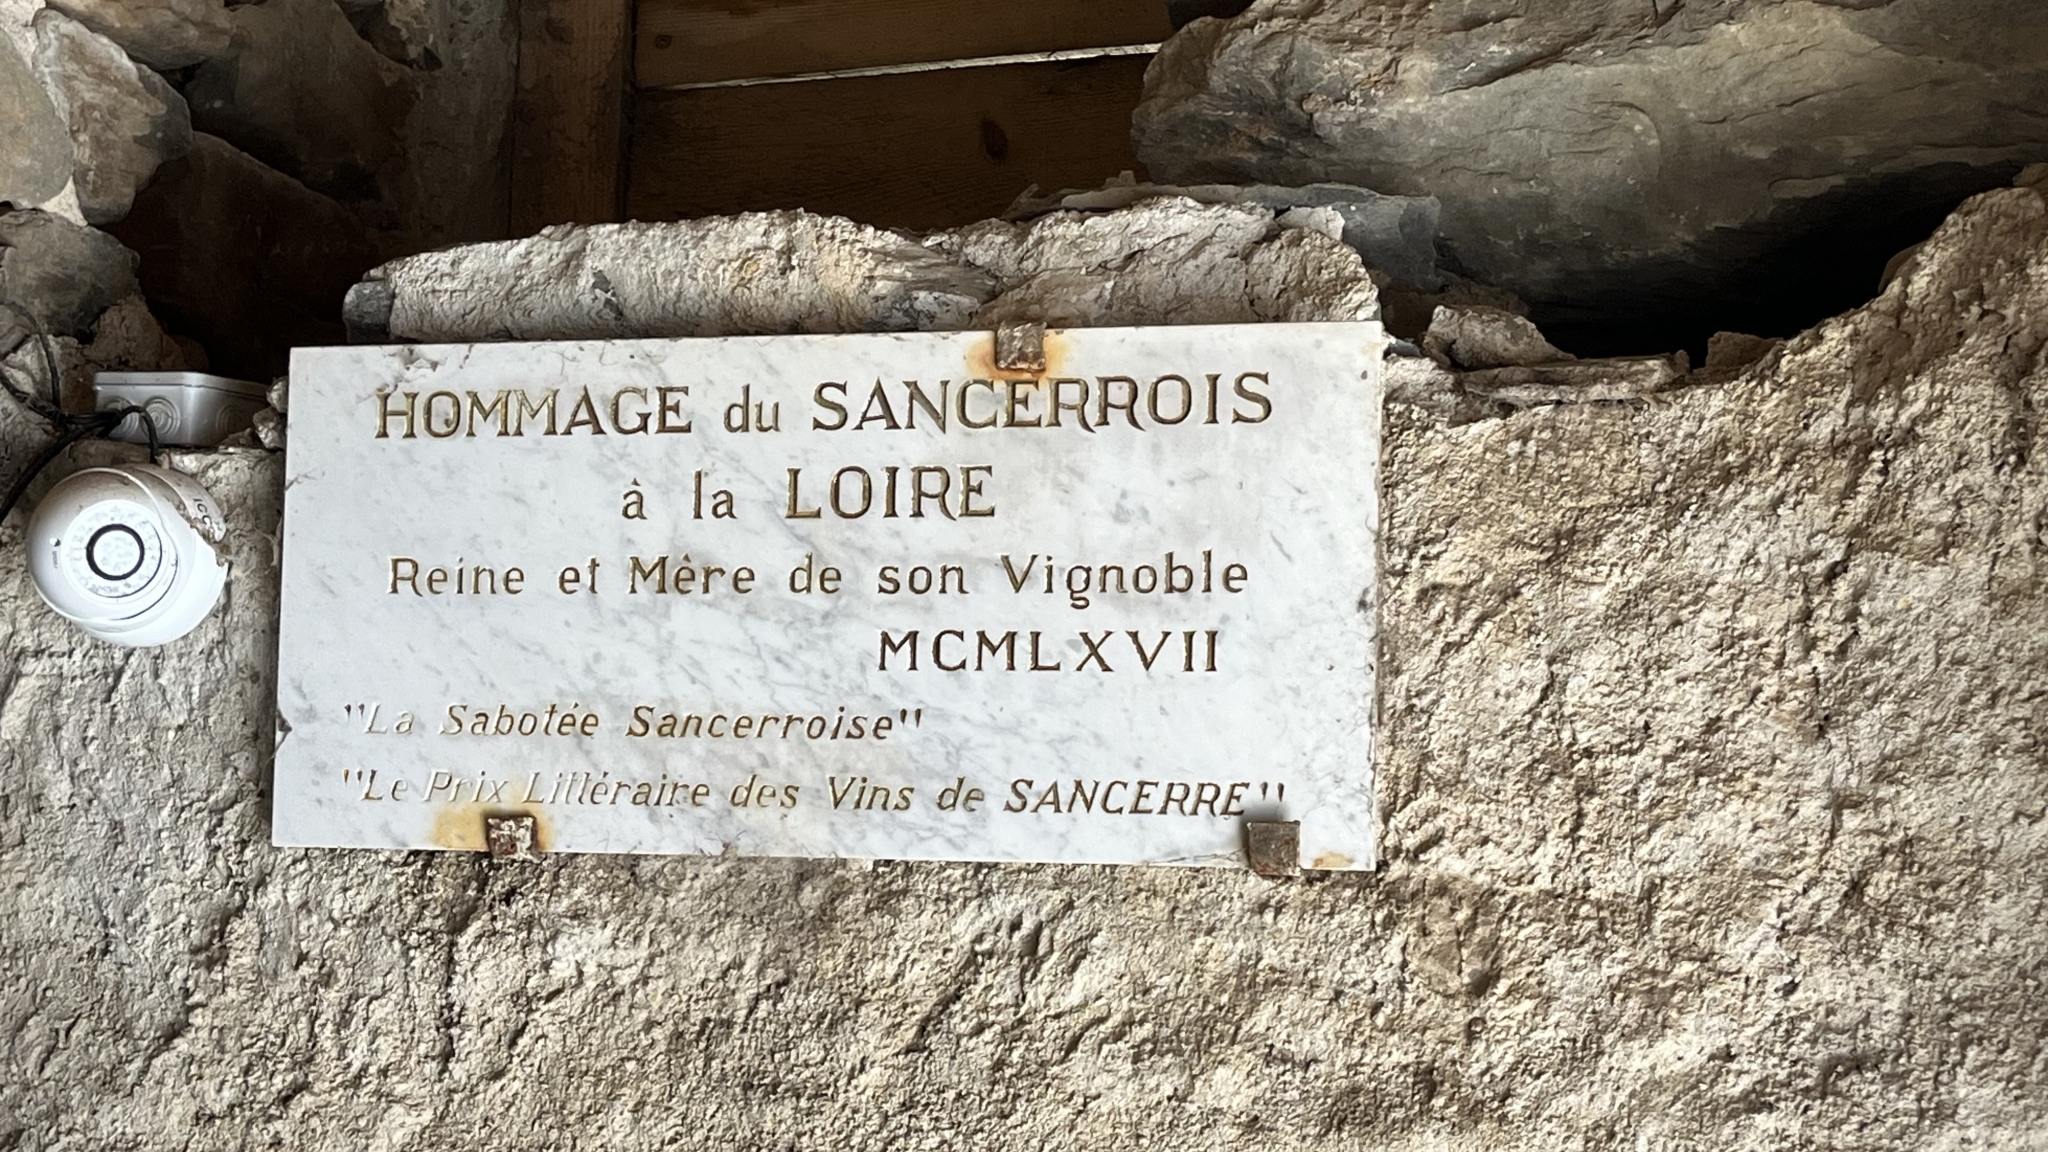 HOMMAGE du SANCERROIS
à la LOIRE
Reine et Mêre de son Vignoble
MCMLXVII
"La Sabotée Sancerroise"
"Le Prix Littéraire des Vins de SANCERRE"